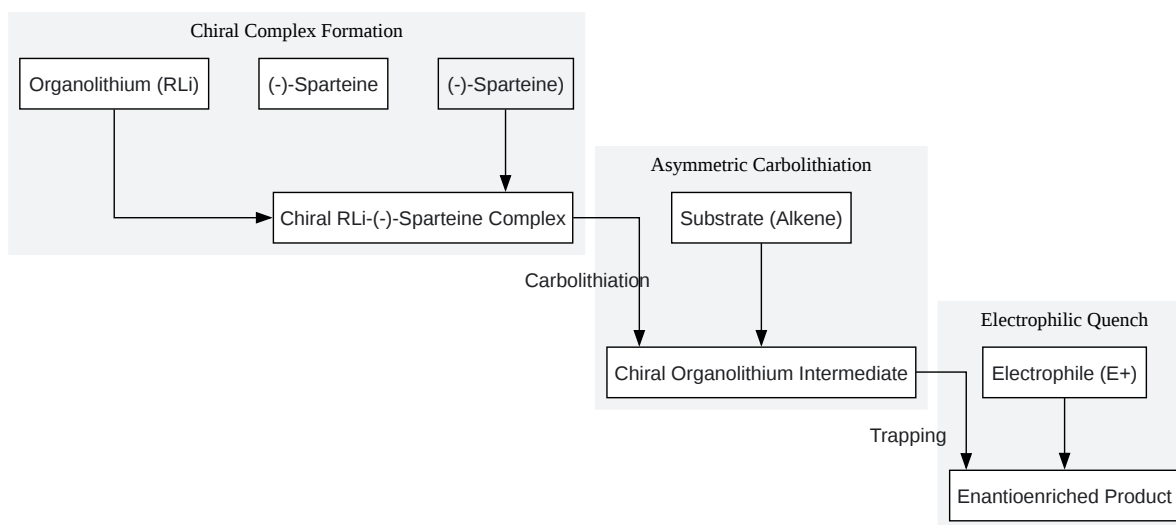 Chiral Complex Formation
Organolithium (RLi)
(-)-Sparteine
(-)-Sparteine)
Chiral RLi-(-)-Sparteine Complex
Asymmetric Carbolithiation
Substrate (Alkene)
Carbolithiation
Chiral Organolithium Intermediate
Electrophilic Quench
Electrophile (E+)
Trapping
Enantioenriched Product